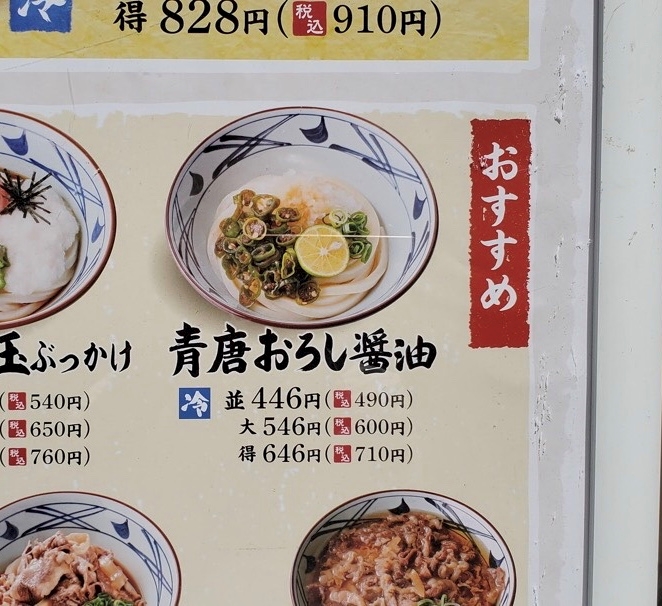 冷
得 828円(税込910円)
おすすめ
玉ぶっかけ
(税込540円)
(税込650円)
(税込760円)
青唐おろし醤油
冷 並 446円(税込490円)
大 546円(税込600円)
得 646円(税込710円)